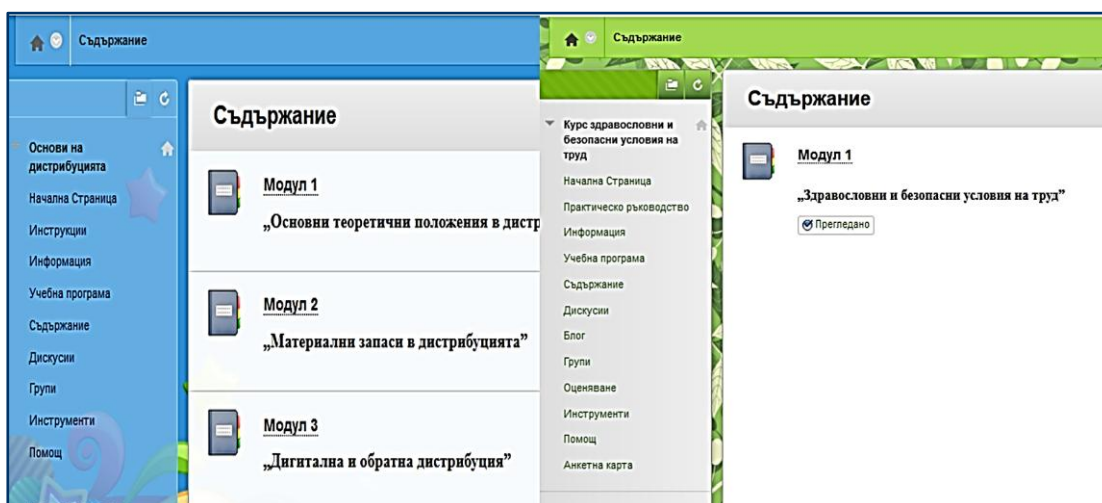 Съдържание
Основи на
дистрибуцията
Начална Страница
Инструкции
Информация
Учебна програма
Съдържание
Дискусии
Групи
Инструменти
Помощ
Съдържание
Модул 1
„Основни теоретични положения в дистр
Модул 2
„Материални запаси в дистрибуцията”
Модул 3
„Дигитална и обратна дистрибуция”
Съдържание
Курс здравословни и
безопасни условия на
труд
Начална Страница
Практическо ръководство
Информация
Учебна програма
Съдържание
Дискусии
Блог
Групи
Оценяване
Инструменти
Помощ
Анкетна карта
Съдържание
Модул 1
„Здравословни и безопасни условия на труд”
Прегледано